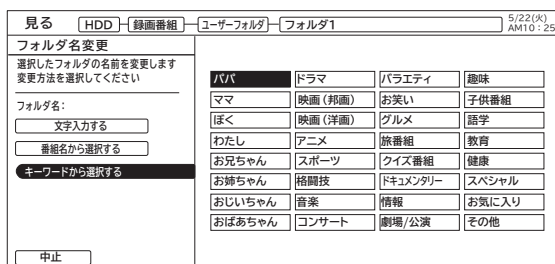 見る HDD 録画番組 ユーザーフォルダ フォルダ1 5/22(火)
AM10:25
フォルダ名変更
選択したフォルダの名前を変更します
変更方法を選択してください
フォルダ名:
文字入力する
番組名から選択する
キーワードから選択する
中止
パパ ドラマ バラエティ 趣味
ママ 映画(邦画) お笑い 子供番組
ぼく 映画(洋画) グルメ 語学
わたし アニメ 旅番組 教育
お兄ちゃん スポーツ クイズ番組 健康
お姉ちゃん 格闘技 ドキュメンタリー スペシャル
おじいちゃん 音楽 情報 お気に入り
おばあちゃん コンサート 劇場/公演 その他